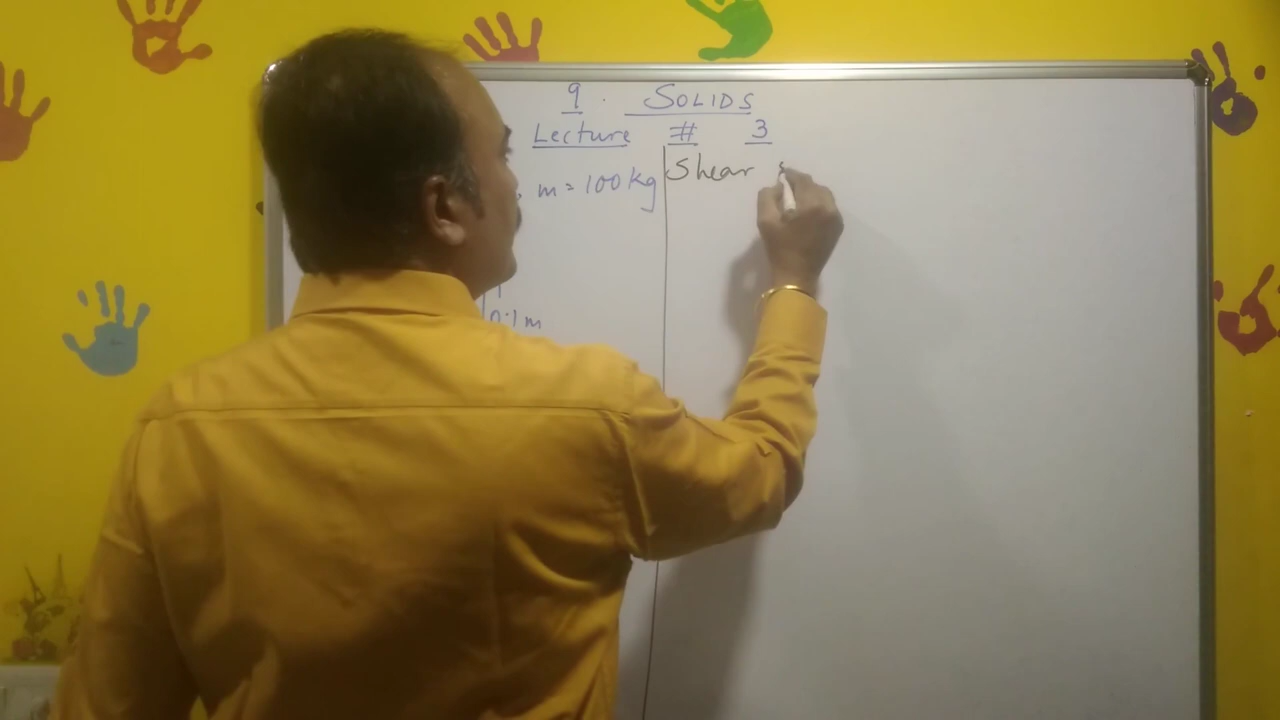 9. SOLIDS
Lecture # 3
m = 100 kg
0.1 m
Shear s